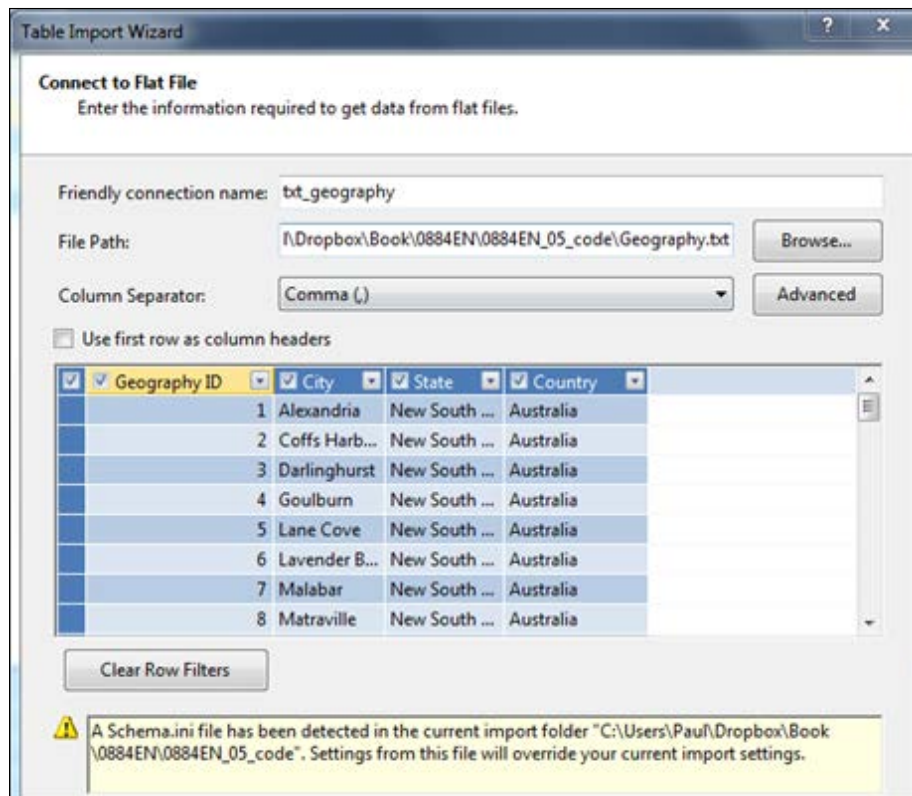 Table Import Wizard
?
x
Connect to Flat File
Enter the information required to get data from flat files.
Friendly connection name: txt_geography
File Path: l\Dropbox\Book\0884EN\0884EN_05_code\Geography.txt Browse...
Column Separator: Comma (,) Advanced
Use first row as column headers
Geography ID City State Country
1 Alexandria New South ... Australia
2 Coffs Harb... New South ... Australia
3 Darlinghurst New South ... Australia
4 Goulburn New South ... Australia
5 Lane Cove New South ... Australia
6 Lavender B... New South ... Australia
7 Malabar New South ... Australia
8 Matraville New South ... Australia
Clear Row Filters
A Schema.ini file has been detected in the current import folder "C:\Users\Paul\Dropbox\Book
\0884EN\0884EN_05_code". Settings from this file will override your current import settings.